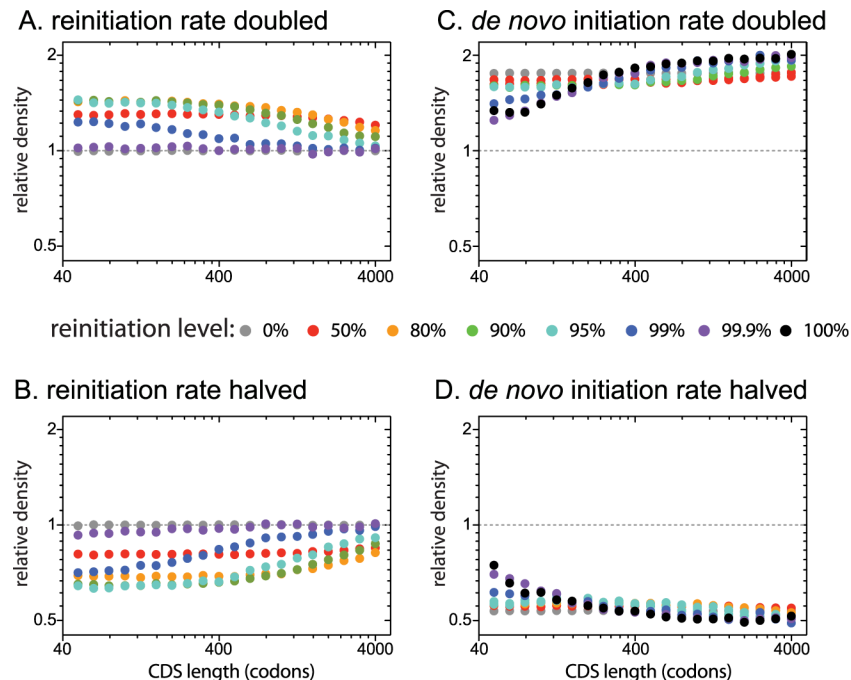 A. reinitiation rate doubled
2
1
0.5
relative density
40
400
4000
C. de novo initiation rate doubled
2
1
0.5
relative density
40
400
4000
reinitiation level: 0% 50% 80% 90% 95% 99% 99.9% 100%
B. reinitiation rate halved
2
1
0.5
relative density
40
400
4000
CDS length (codons)
D. de novo initiation rate halved
2
1
0.5
relative density
40
400
4000
CDS length (codons)